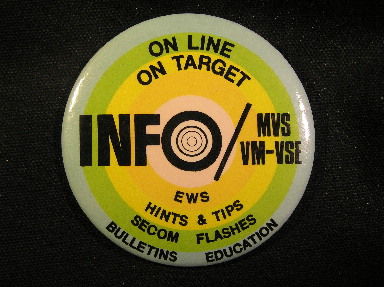 ON LINE
ON TARGET
INFO/MVS
VM-VSE
EWS
HINTS & TIPS
SECOM FLASHES
BULLETINS EDUCATION